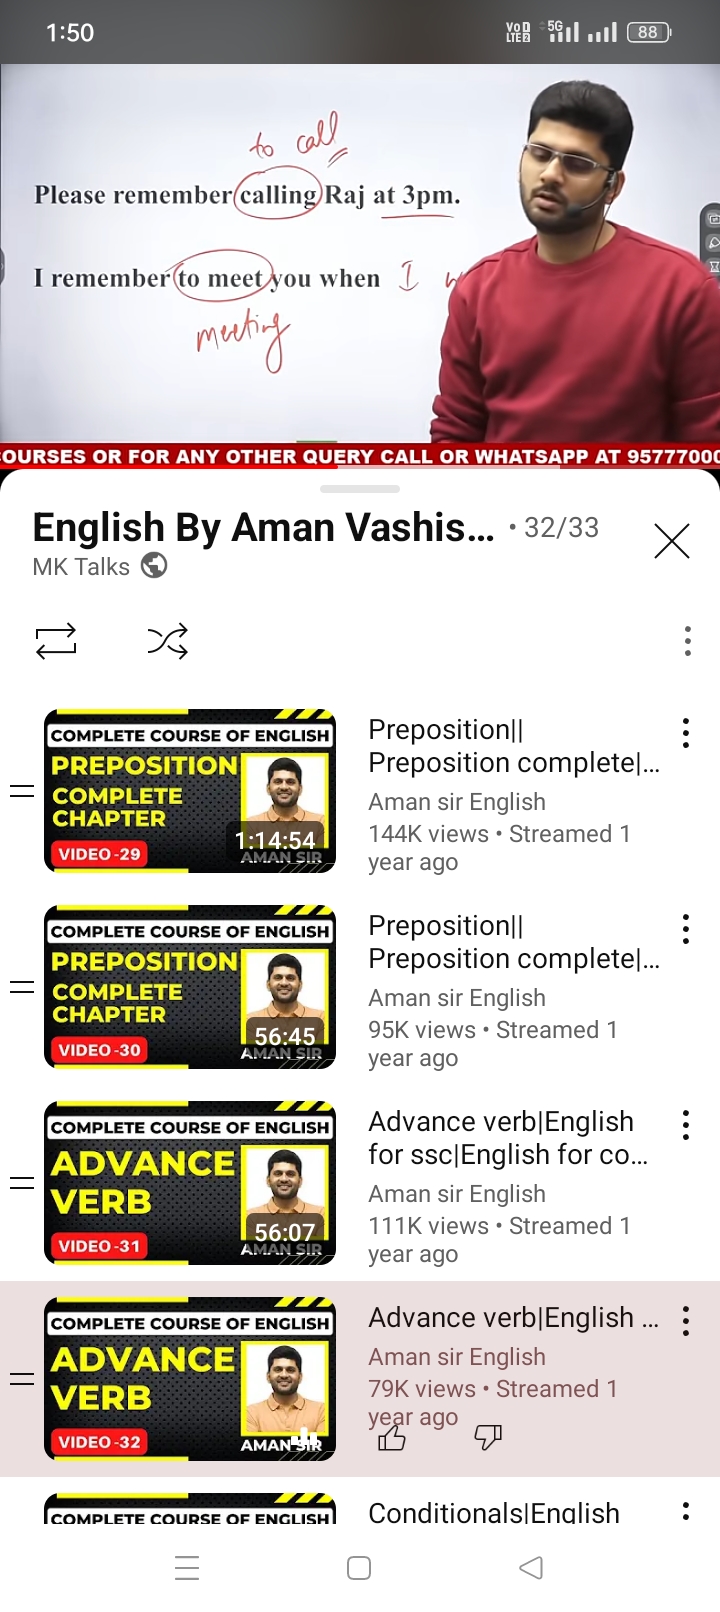 1:50
VoD LTE2 5G 88
to call
Please remember calling Raj at 3pm.
I remember to meet you when I
meeting
OURSES OR FOR ANY OTHER QUERY CALL OR WHATSAPP AT 95777000
English By Aman Vashis... • 32/33
MK Talks
COMPLETE COURSE OF ENGLISH
PREPOSITION
COMPLETE
CHAPTER
VIDEO -29
1:14:54
AMAN SIR
Preposition||
Preposition complete|...
Aman sir English
144K views • Streamed 1
year ago
COMPLETE COURSE OF ENGLISH
PREPOSITION
COMPLETE
CHAPTER
VIDEO -30
56:45
AMAN SIR
Preposition||
Preposition complete|...
Aman sir English
95K views • Streamed 1
year ago
COMPLETE COURSE OF ENGLISH
ADVANCE
VERB
VIDEO -31
56:07
AMAN SIR
Advance verb|English
for ssc|English for co...
Aman sir English
111K views • Streamed 1
year ago
COMPLETE COURSE OF ENGLISH
ADVANCE
VERB
VIDEO -32
AMAN SIR
Advance verb|English ...
Aman sir English
79K views • Streamed 1
year ago
COMPLETE COURSE OF ENGLISH
Conditionals|English